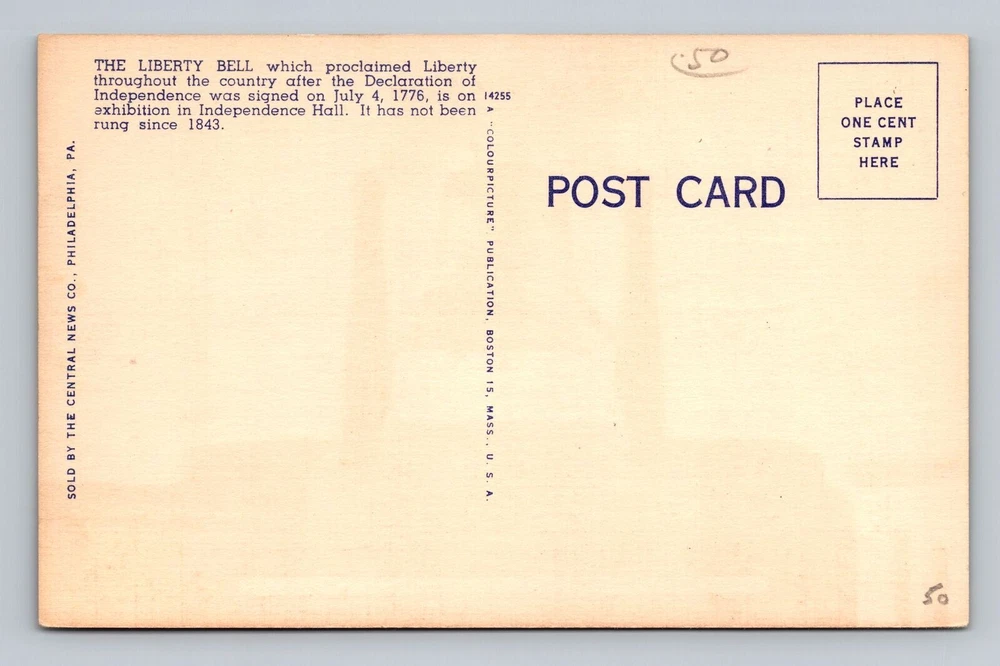 THE LIBERTY BELL which proclaimed Liberty
throughout the country after the Declaration of
Independence was signed on July 4, 1776, is on
exhibition in Independence Hall. It has not been
rung since 1843.
SOLD BY THE CENTRAL NEWS CO., PHILADELPHIA, PA.
14255
A "COLOURPICTURE" PUBLICATION, BOSTON 15, MASS., U. S. A.
.50
POST CARD
PLACE
ONE CENT
STAMP
HERE
50